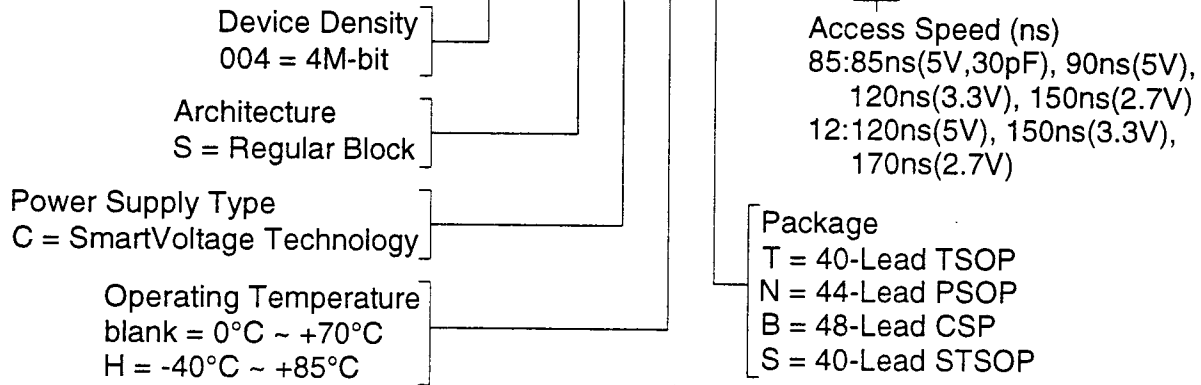 Device Density
004 = 4M-bit
Architecture
S = Regular Block
Power Supply Type
C = SmartVoltage Technology
Operating Temperature
blank = 0°C ~ +70°C
H = -40°C ~ +85°C
Access Speed (ns)
85:85ns(5V,30pF), 90ns(5V),
120ns(3.3V), 150ns(2.7V)
12:120ns(5V), 150ns(3.3V),
170ns(2.7V)
Package
T = 40-Lead TSOP
N = 44-Lead PSOP
B = 48-Lead CSP
S = 40-Lead STSOP